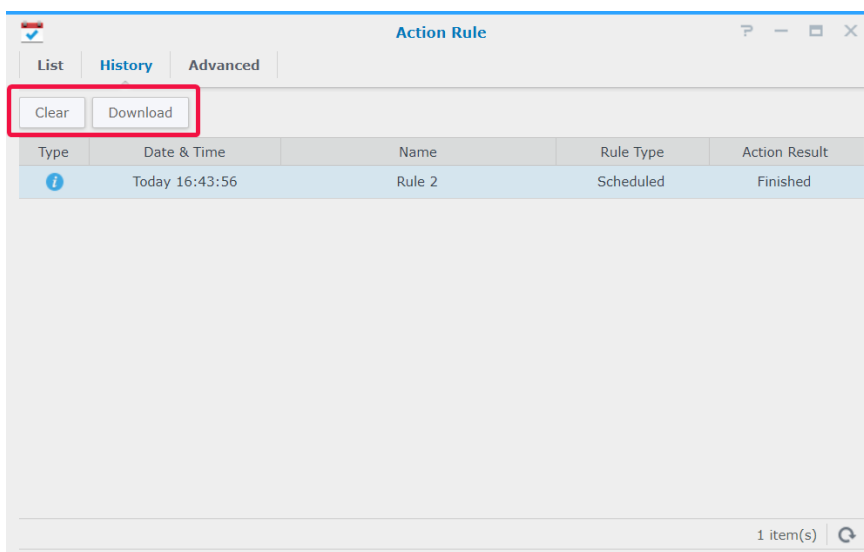 Action Rule
List History Advanced
Clear Download
Type Date & Time Name Rule Type Action Result
i Today 16:43:56 Rule 2 Scheduled Finished
1 item(s)